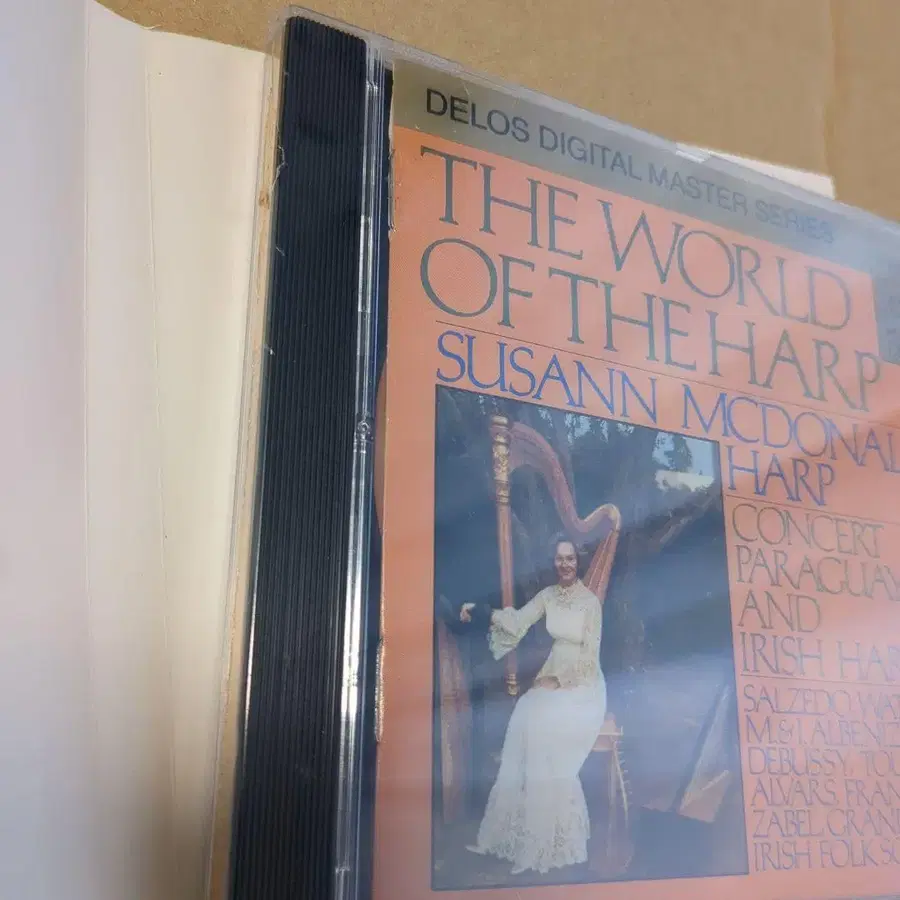 DELOS DIGITAL MASTER SERIES
THE WORLD
OF THE HARP
SUSANN MCDONAL
HARP
CONCERT
PARAGUAY
AND
IRISH HAR
SALZEDO, WAT
M.&I. ALBENIZ
DEBUSSY, TOU
ALVARS, FRAN
ZABEL, GRAN
IRISH FOLK SO